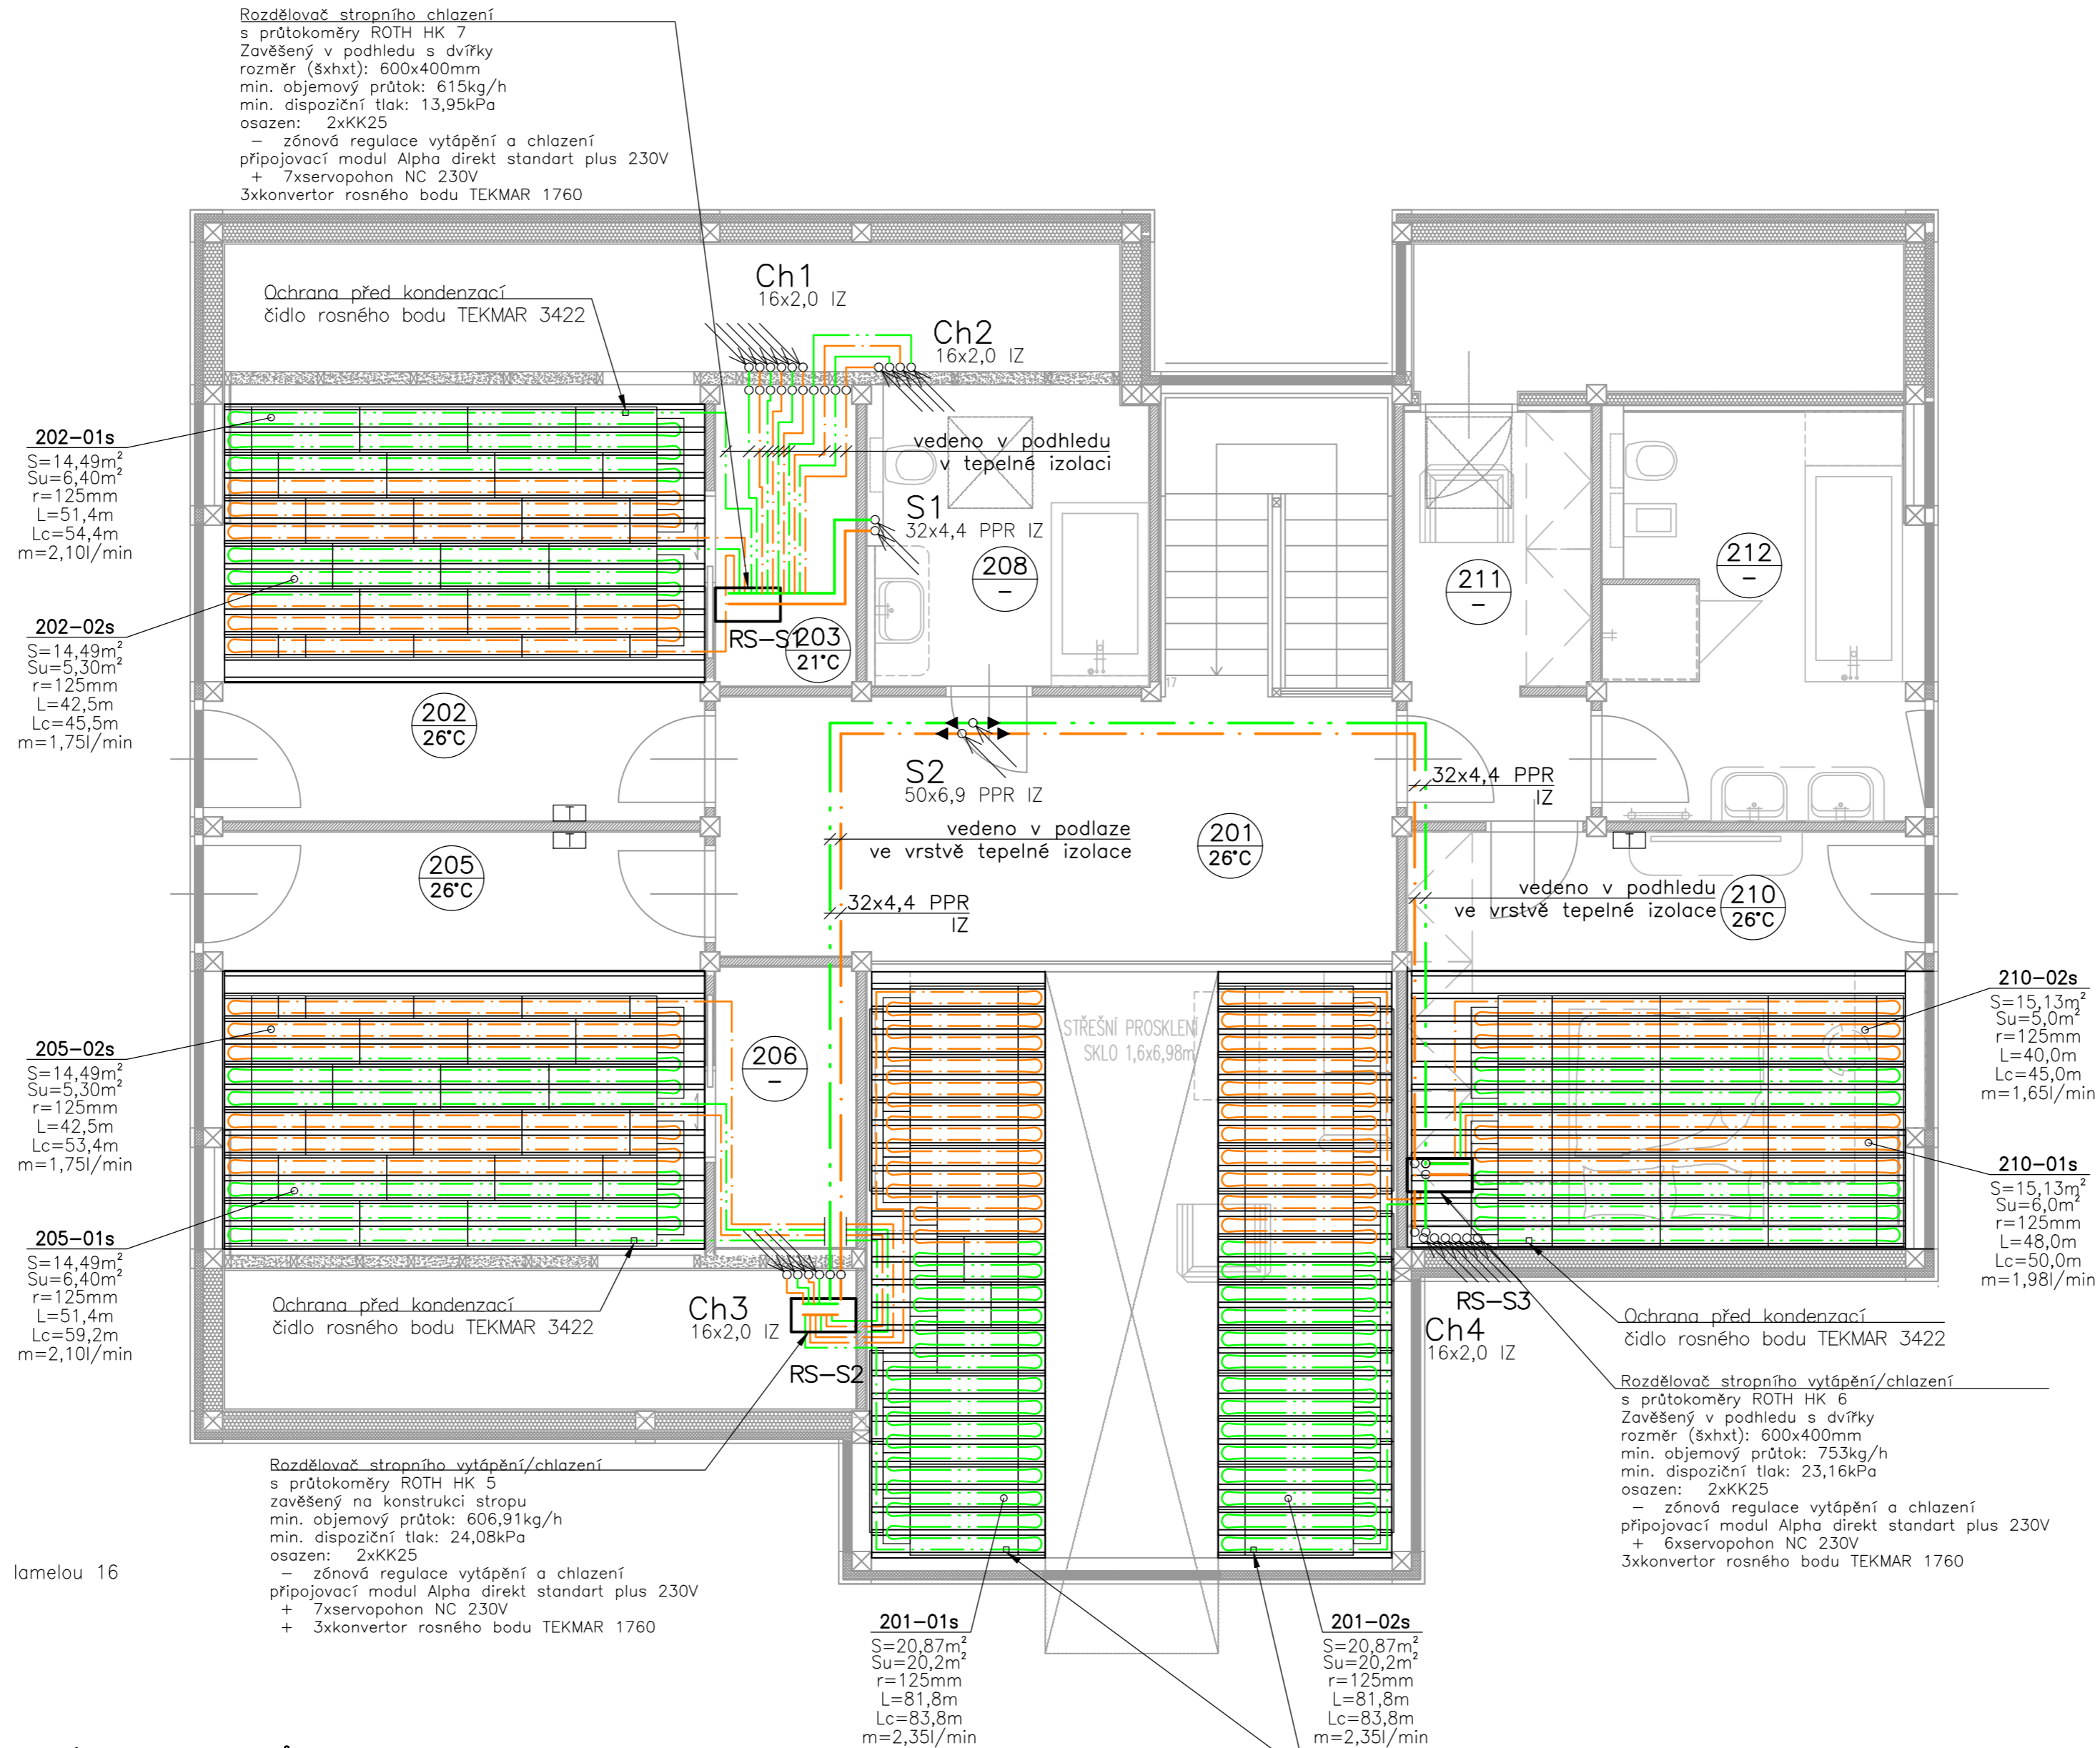 Rozdělovač stropního chlazení
s průtokoměry ROTH HK 7
Zavěšený v podhledu s dvířky
rozměr (šxhxt): 600x400mm
min. objemový průtok: 615kg/h
min. dispoziční tlak: 13,95kPa
osazen: 2xKK25
– zónová regulace vytápění a chlazení
připojovací modul Alpha direkt standart plus 230V
+ 7xservopohon NC 230V
3xkonvertor rosného bodu TEKMAR 1760
Ochrana před kondenzací
čidlo rosného bodu TEKMAR 3422
Ch1
16x2,0 IZ
Ch2
16x2,0 IZ
202-01s
S=14,49m²
Su=6,40m²
r=125mm
L=51,4m
Lc=54,4m
m=2,10l/min
202-02s
S=14,49m²
Su=5,30m²
r=125mm
L=42,5m
Lc=45,5m
m=1,75l/min
vedeno v podhledu
v tepelné izolaci
S1
32x4,4 PPR IZ
208
–
211
–
212
–
RS-S1
203
21°C
17
202
26°C
S2
50x6,9 PPR IZ
32x4,4 PPR
IZ
vedeno v podlaze
ve vrstvě tepelné izolace
201
26°C
205
26°C
32x4,4 PPR
IZ
vedeno v podhledu
ve vrstvě tepelné izolace
210
26°C
T
T
T
STŘEŠNÍ PROSKLENÍ
SKLO 1,6x6,98m
206
–
205-02s
S=14,49m²
Su=5,30m²
r=125mm
L=42,5m
Lc=53,4m
m=1,75l/min
205-01s
S=14,49m²
Su=6,40m²
r=125mm
L=51,4m
Lc=59,2m
m=2,10l/min
210-02s
S=15,13m²
Su=5,0m²
r=125mm
L=40,0m
Lc=45,0m
m=1,65l/min
210-01s
S=15,13m²
Su=6,0m²
r=125mm
L=48,0m
Lc=50,0m
m=1,98l/min
Ochrana před kondenzací
čidlo rosného bodu TEKMAR 3422
Ch3
16x2,0 IZ
RS-S2
RS-S3
Ch4
16x2,0 IZ
Ochrana před kondenzací
čidlo rosného bodu TEKMAR 3422
Rozdělovač stropního vytápění/chlazení
s průtokoměry ROTH HK 6
Zavěšený v podhledu s dvířky
rozměr (šxhxt): 600x400mm
min. objemový průtok: 753kg/h
min. dispoziční tlak: 23,16kPa
osazen: 2xKK25
– zónová regulace vytápění a chlazení
připojovací modul Alpha direkt standart plus 230V
+ 6xservopohon NC 230V
3xkonvertor rosného bodu TEKMAR 1760
Rozdělovač stropního vytápění/chlazení
s průtokoměry ROTH HK 5
zavěšený na konstrukci stropu
min. objemový průtok: 606,91kg/h
min. dispoziční tlak: 24,08kPa
osazen: 2xKK25
– zónová regulace vytápění a chlazení
připojovací modul Alpha direkt standart plus 230V
+ 7xservopohon NC 230V
+ 3xkonvertor rosného bodu TEKMAR 1760
lamelou 16
201-01s
S=20,87m²
Su=20,2m²
r=125mm
L=81,8m
Lc=83,8m
m=2,35l/min
201-02s
S=20,87m²
Su=20,2m²
r=125mm
L=81,8m
Lc=83,8m
m=2,35l/min